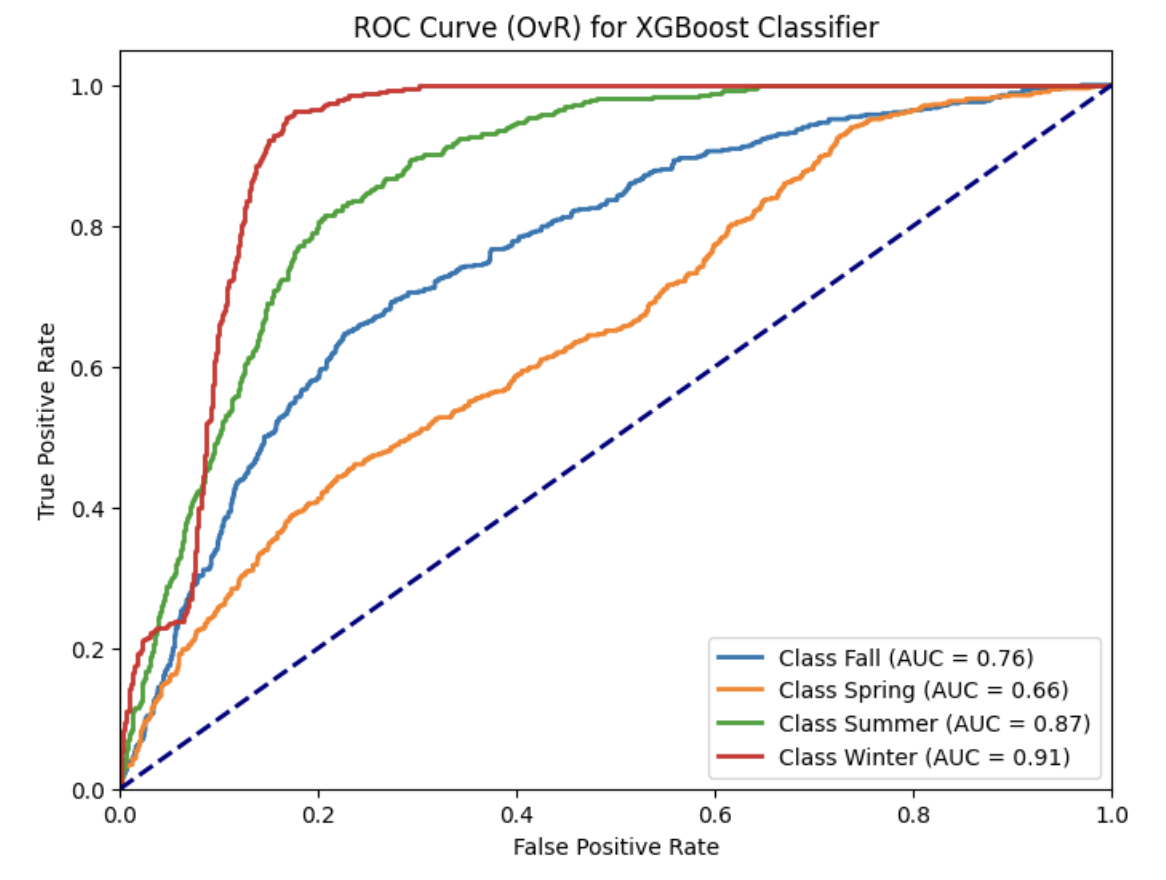 ROC Curve (OvR) for XGBoost Classifier
True Positive Rate
1.0
0.8
0.6
0.4
0.2
0.0
0.0 0.2 0.4 0.6 0.8 1.0
False Positive Rate
Class Fall (AUC = 0.76)
Class Spring (AUC = 0.66)
Class Summer (AUC = 0.87)
Class Winter (AUC = 0.91)